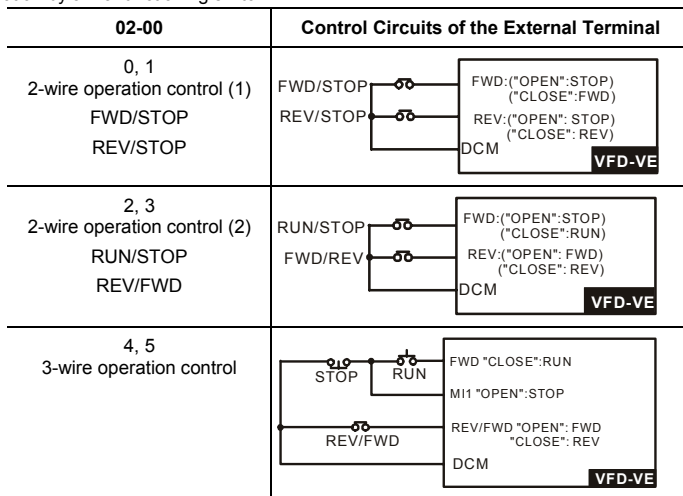 02-00 Control Circuits of the External Terminal
0, 1
2-wire operation control (1)
FWD/STOP
REV/STOP
FWD/STOP
REV/STOP
FWD:("OPEN":STOP)
("CLOSE":FWD)
REV:("OPEN": STOP)
("CLOSE": REV)
DCM
VFD-VE
2, 3
2-wire operation control (2)
RUN/STOP
REV/FWD
RUN/STOP
FWD/REV
FWD:("OPEN":STOP)
("CLOSE":RUN)
REV:("OPEN": FWD)
("CLOSE": REV)
DCM
VFD-VE
4, 5
3-wire operation control
STOP
RUN
REV/FWD
FWD "CLOSE":RUN
MI1 "OPEN":STOP
REV/FWD "OPEN": FWD
"CLOSE": REV
DCM
VFD-VE